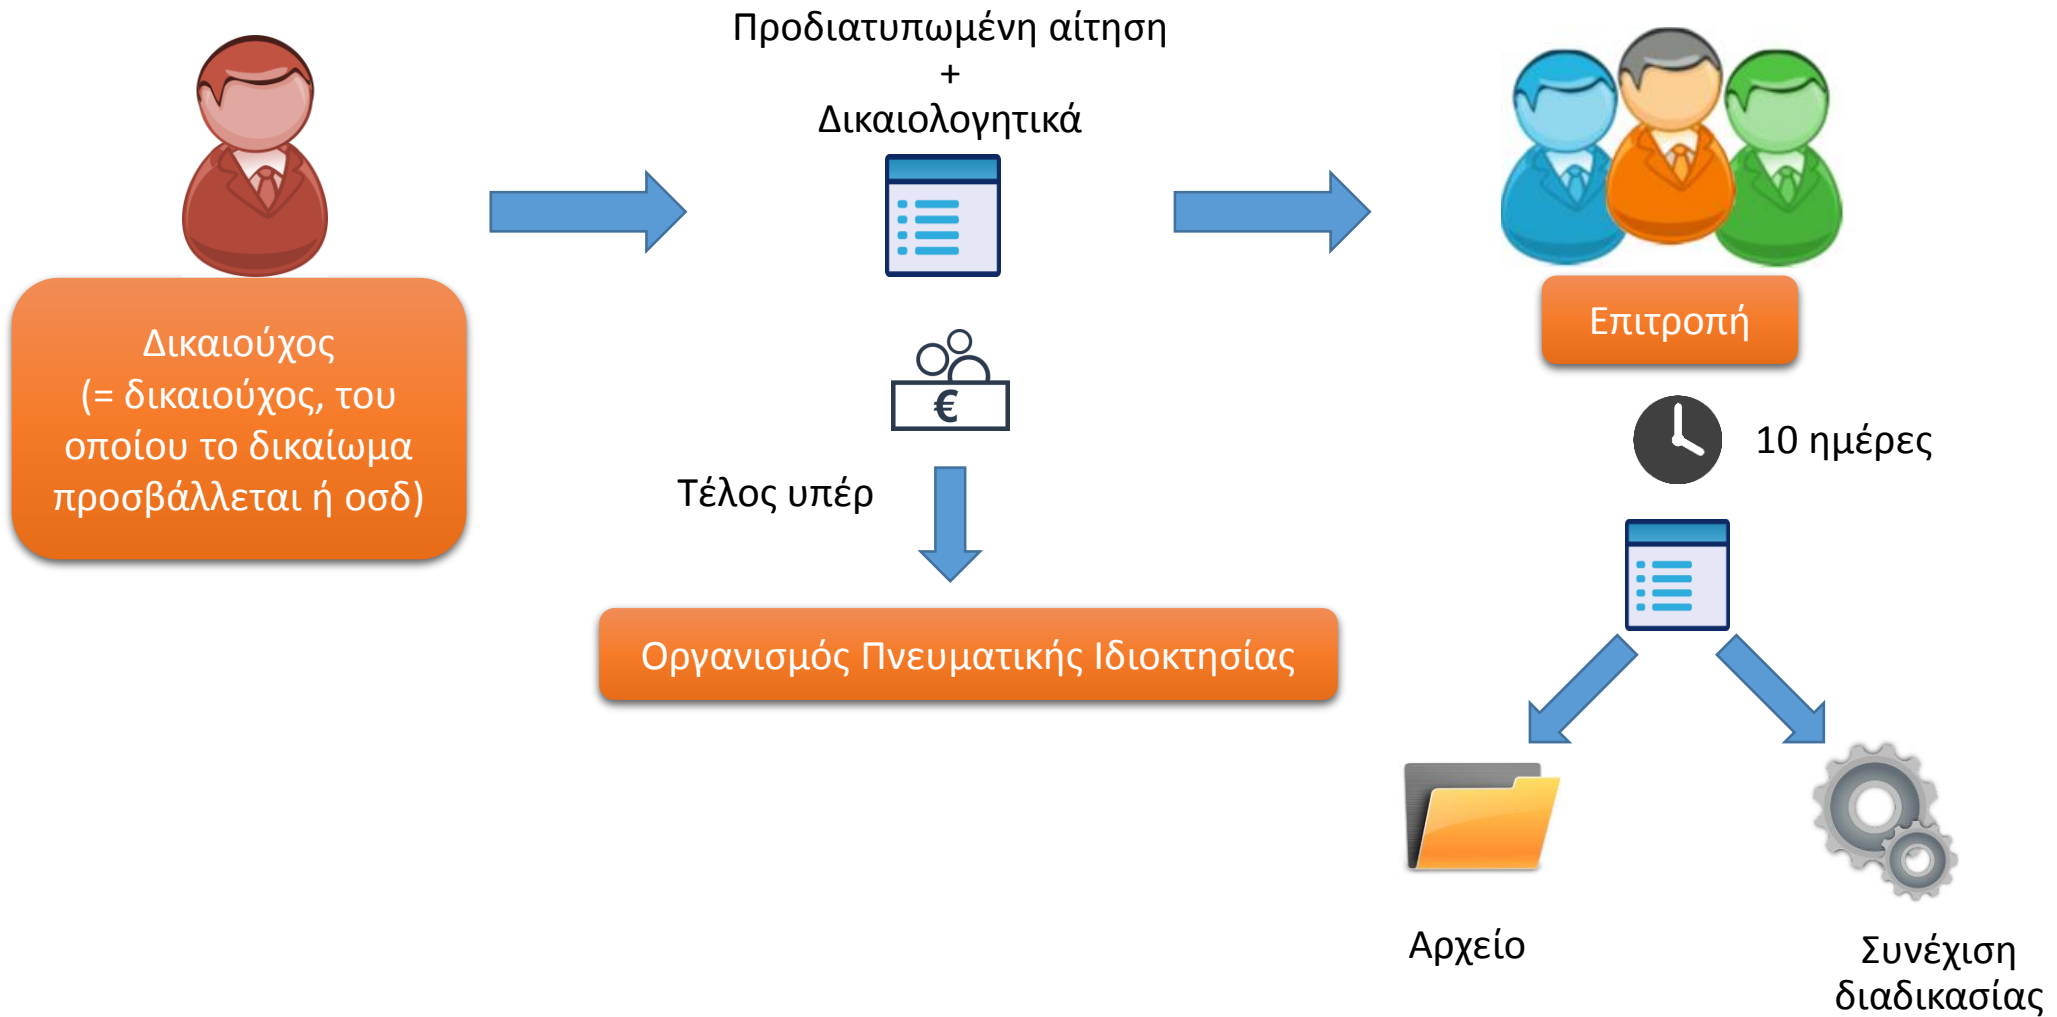 Προδιατυπωμένη αίτηση
+
Δικαιολογητικά
Δικαιούχος
(= δικαιούχος, του
οποίου το δικαίωμα
προσβάλλεται ή οσδ)
Επιτροπή
€
10 ημέρες
Τέλος υπέρ
Οργανισμός Πνευματικής Ιδιοκτησίας
Αρχείο
Συνέχιση
διαδικασίας